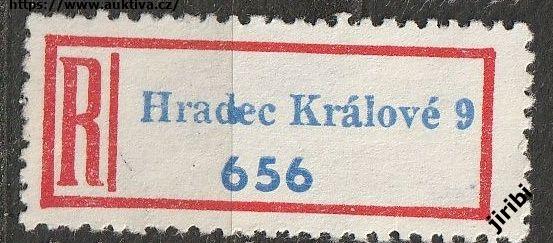 https://www.auktiva.cz/
R
Hradec Králové 9
656
jiribi